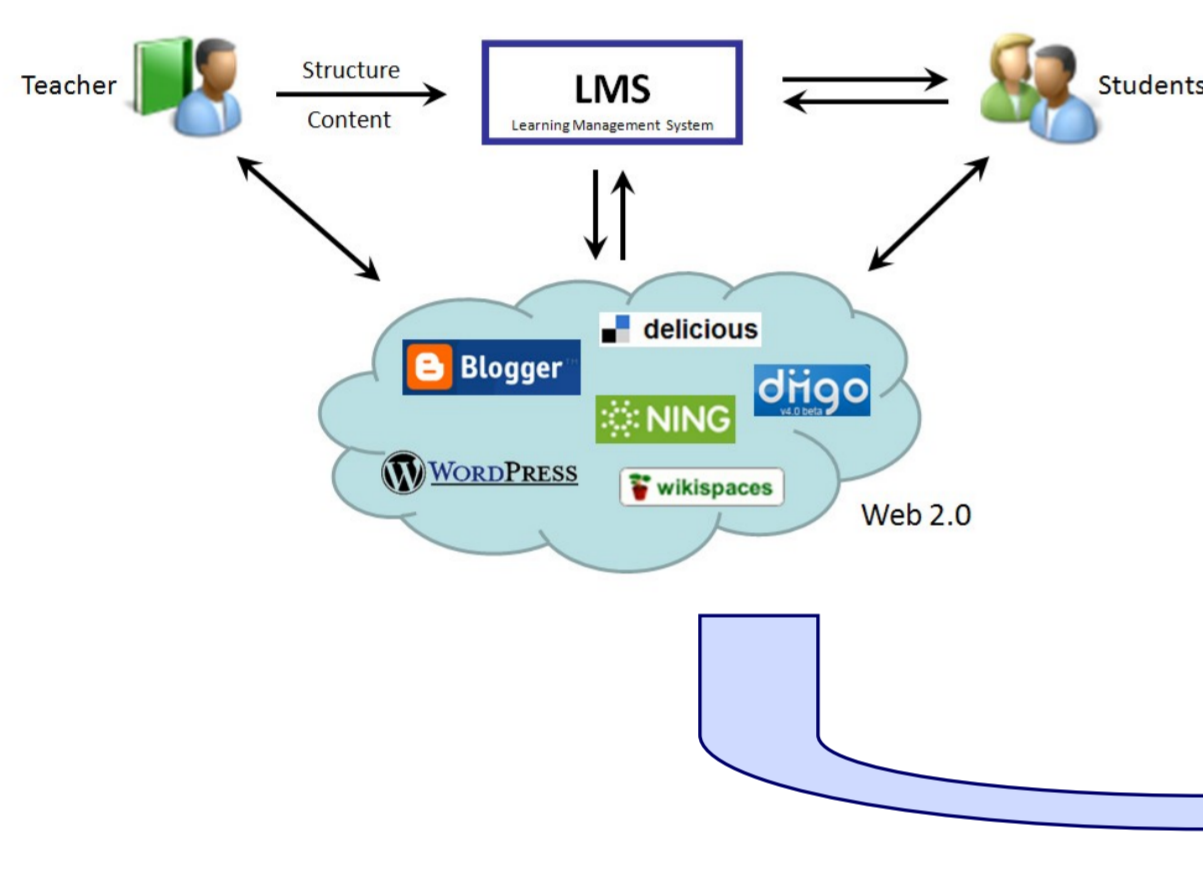 Teacher
Structure
Content
LMS
Learning Management System
Students
delicious
Blogger™
diigo
v4.0 beta
NING
WORDPRESS
wikispaces
Web 2.0